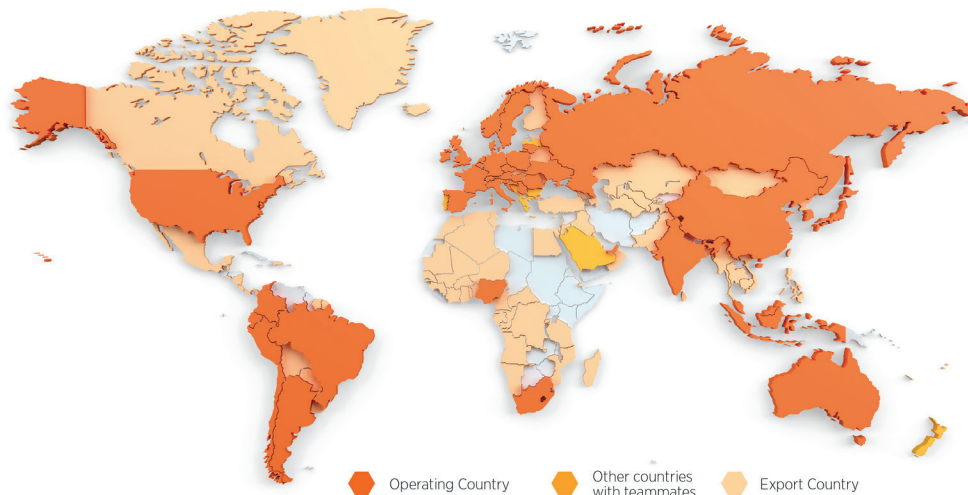 Operating Country
Other countries
with teammates
Export Country